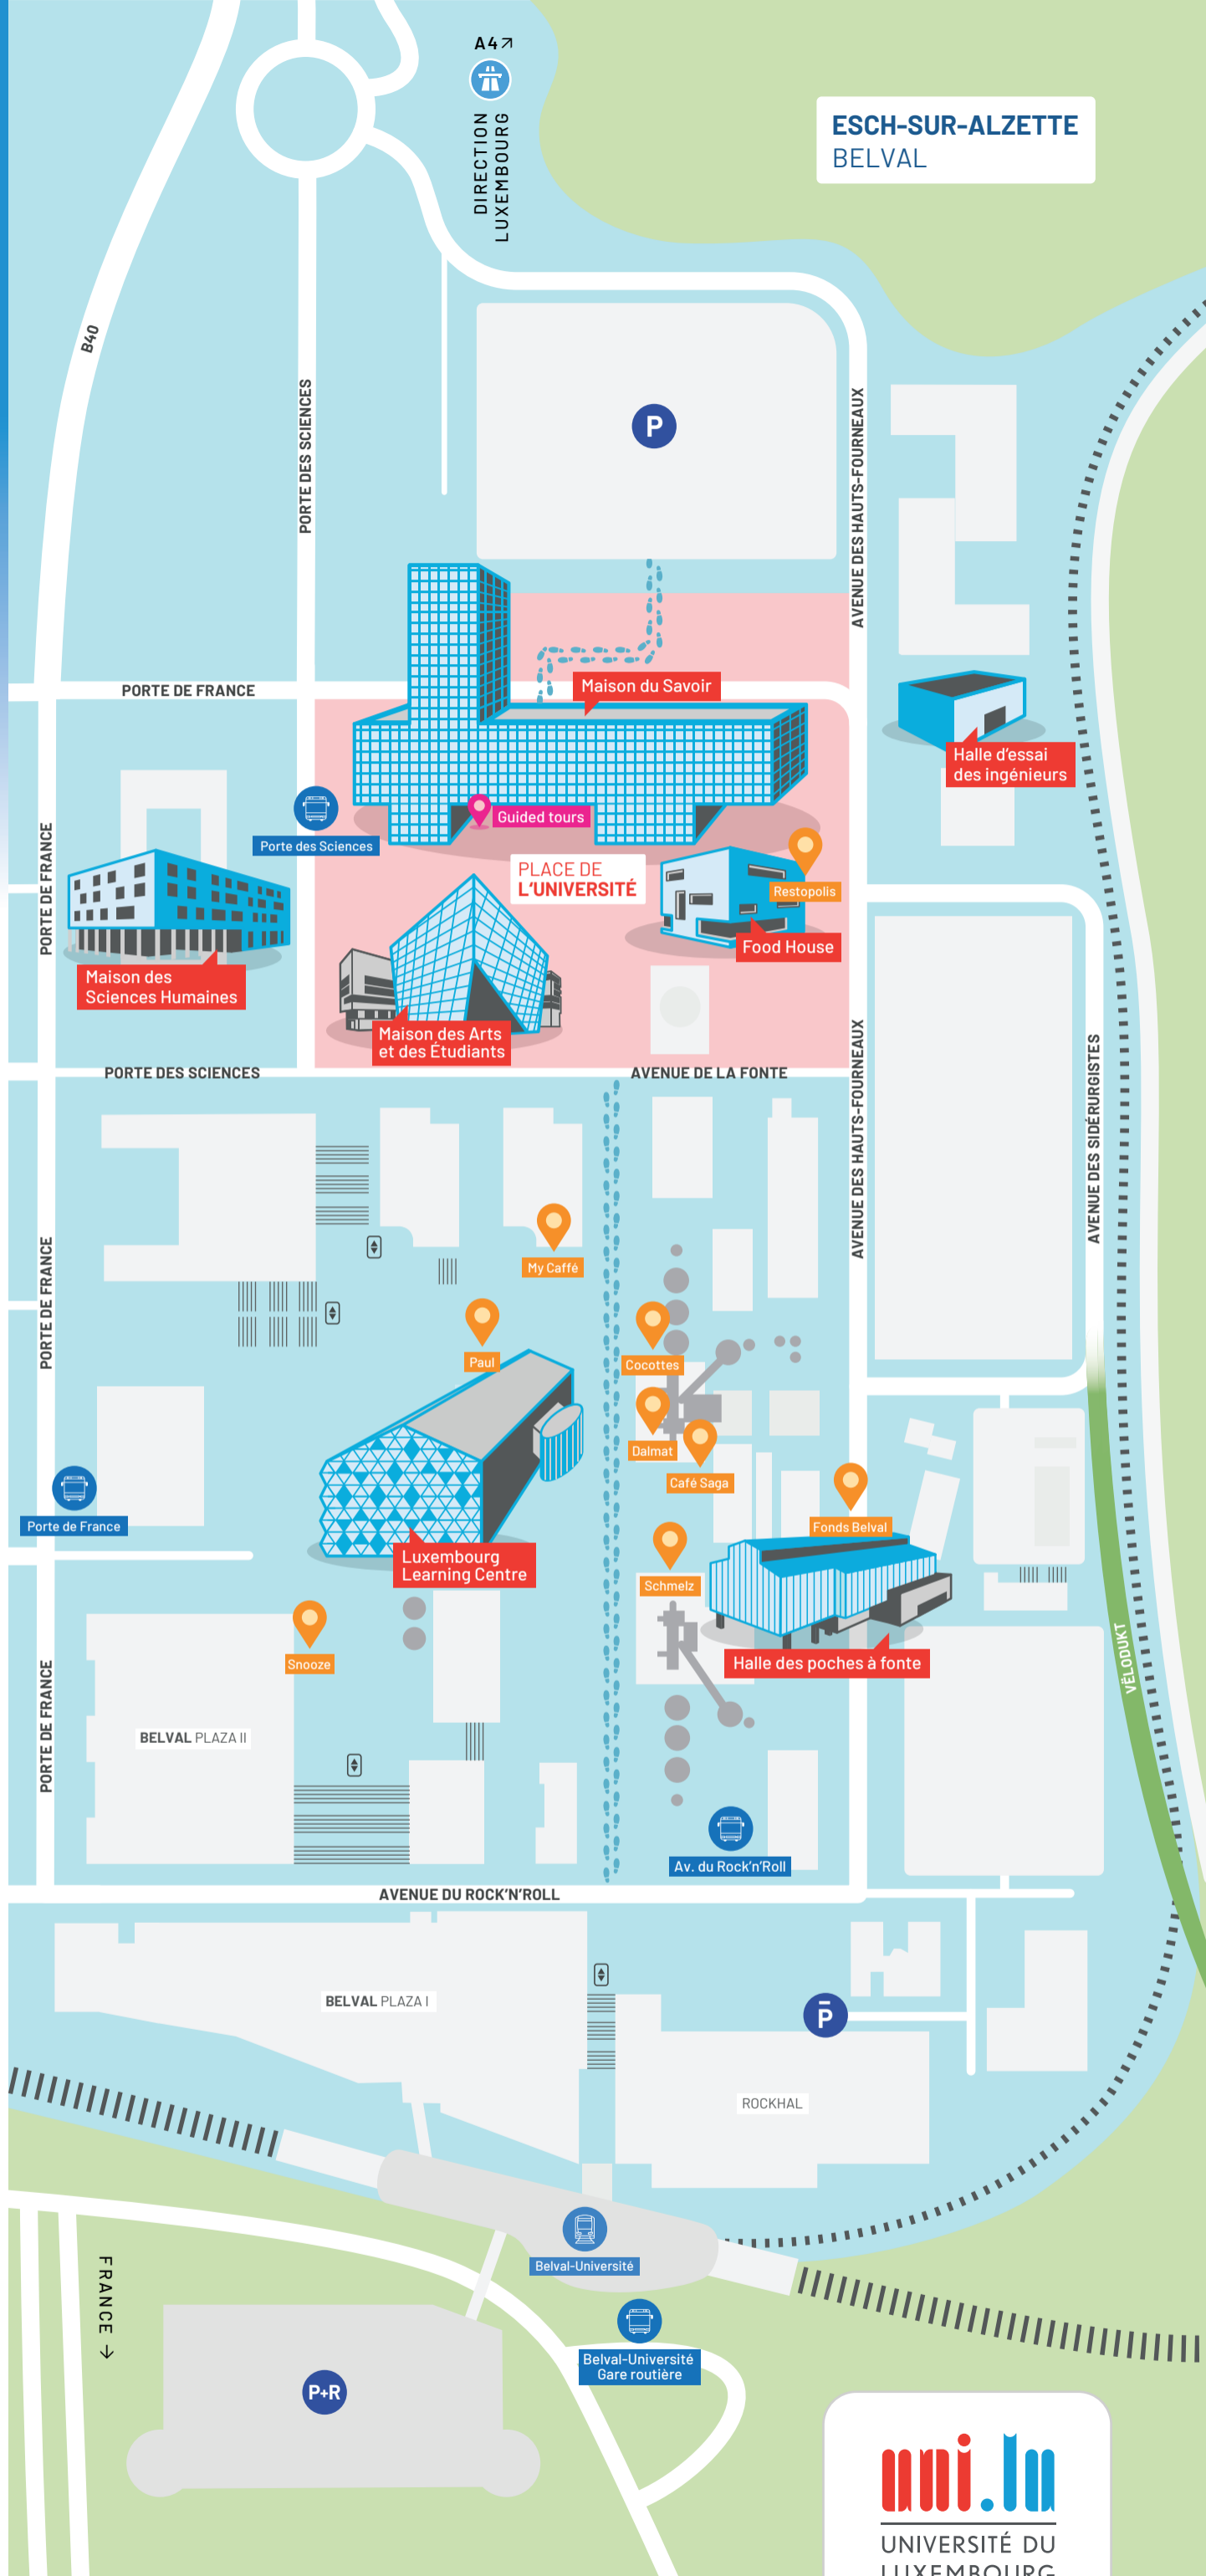 A4
DIRECTION
LUXEMBOURG
ESCH-SUR-ALZETTE
BELVAL
B40
PORTE DES SCIENCES
AVENUE DES HAUTS-FOURNEAUX
P
Maison du Savoir
PORTE DE FRANCE
Halle d'essai
des ingénieurs
Guided tours
Porte des Sciences
PLACE DE
L'UNIVERSITÉ
Restopolis
PORTE DE FRANCE
Food House
Maison des
Sciences Humaines
Maison des Arts
et des Étudiants
PORTE DES SCIENCES
AVENUE DE LA FONTE
AVENUE DES HAUTS-FOURNEAUX
AVENUE DES SIDÉRURGISTES
PORTE DE FRANCE
My Caffé
Paul
Cocottes
Dalmat
Café Saga
Porte de France
Fonds Belval
Luxembourg
Learning Centre
Schmelz
Snooze
Halle des poches à fonte
VËLODUKT
PORTE DE FRANCE
BELVAL PLAZA II
Av. du Rock'n'Roll
AVENUE DU ROCK'N'ROLL
BELVAL PLAZA I
P
ROCKHAL
Belval-Université
FRANCE
Belval-Université
Gare routière
P+R
uni.lu
UNIVERSITÉ DU
LUXEMBOURG